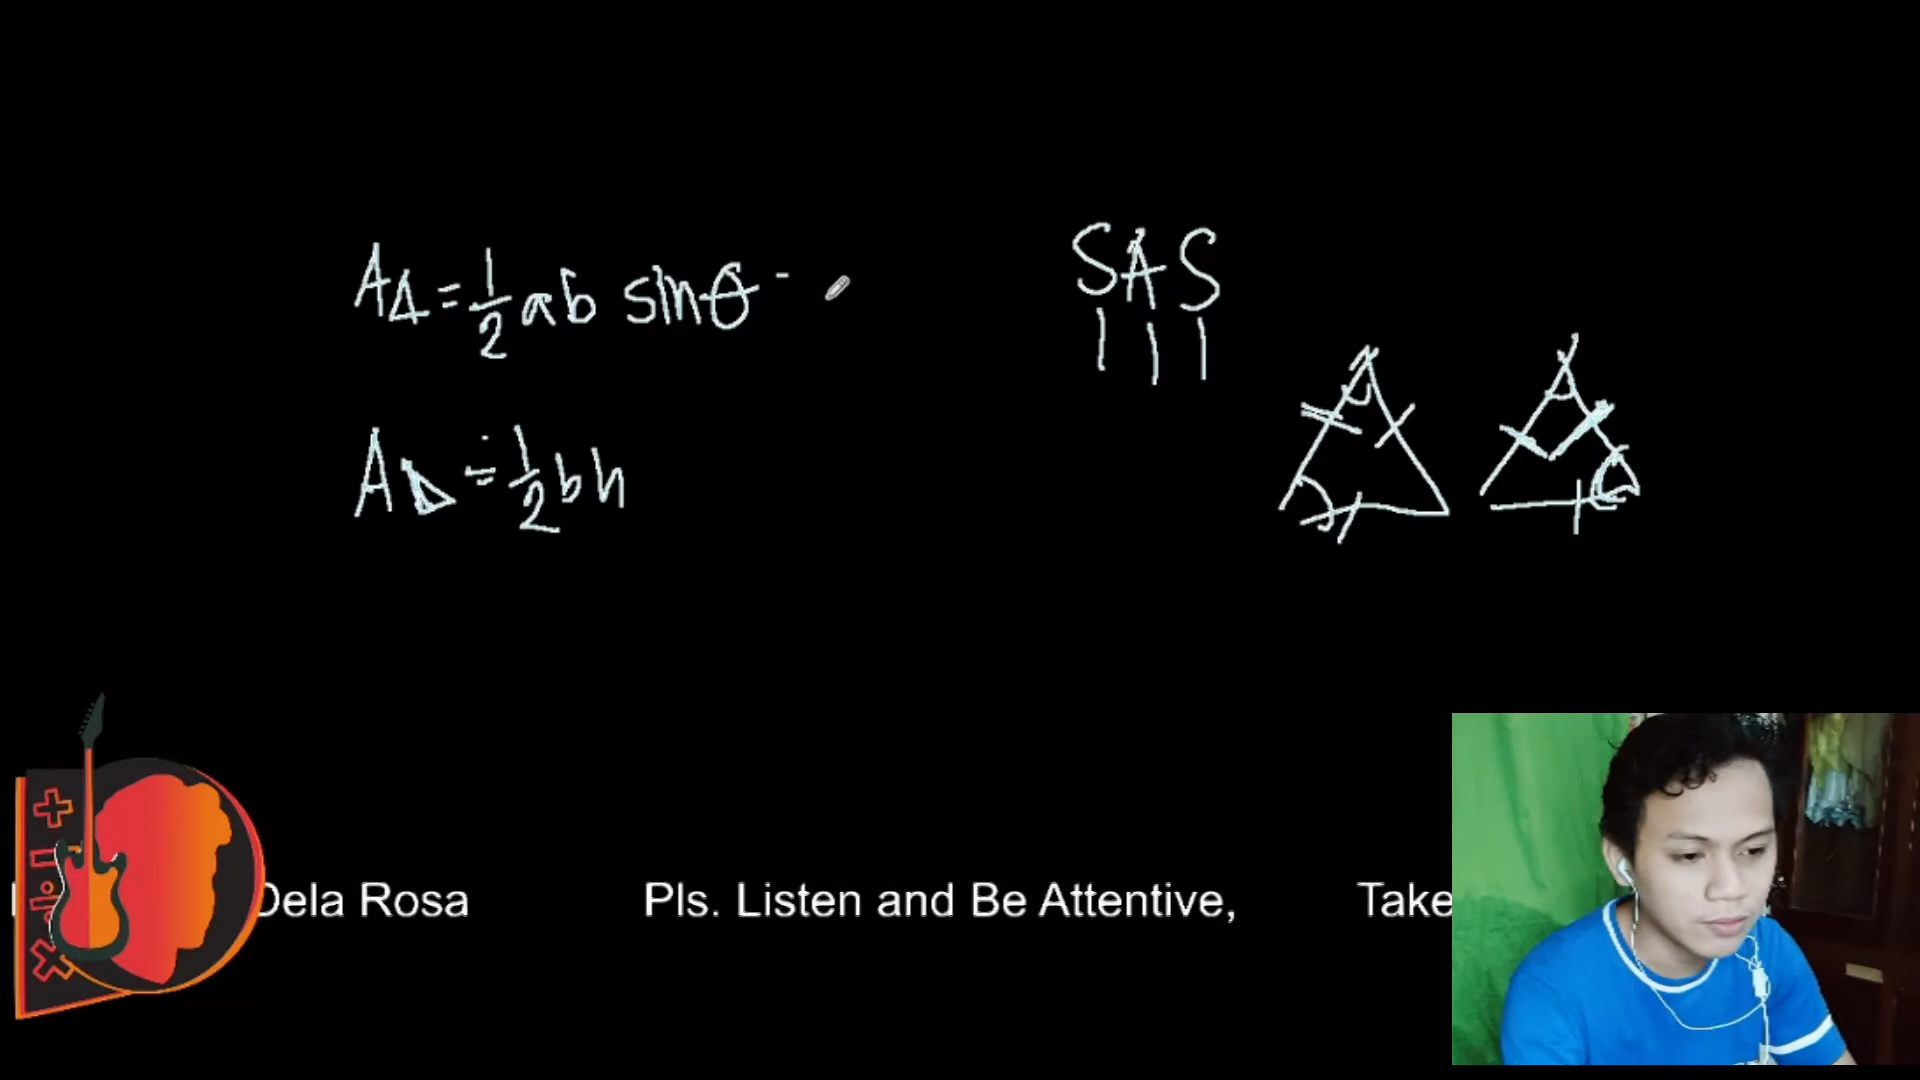 A△ = 1/2 ab sinθ -
SAS
A△ = 1/2 bh
Dela Rosa
Pls. Listen and Be Attentive,
Take